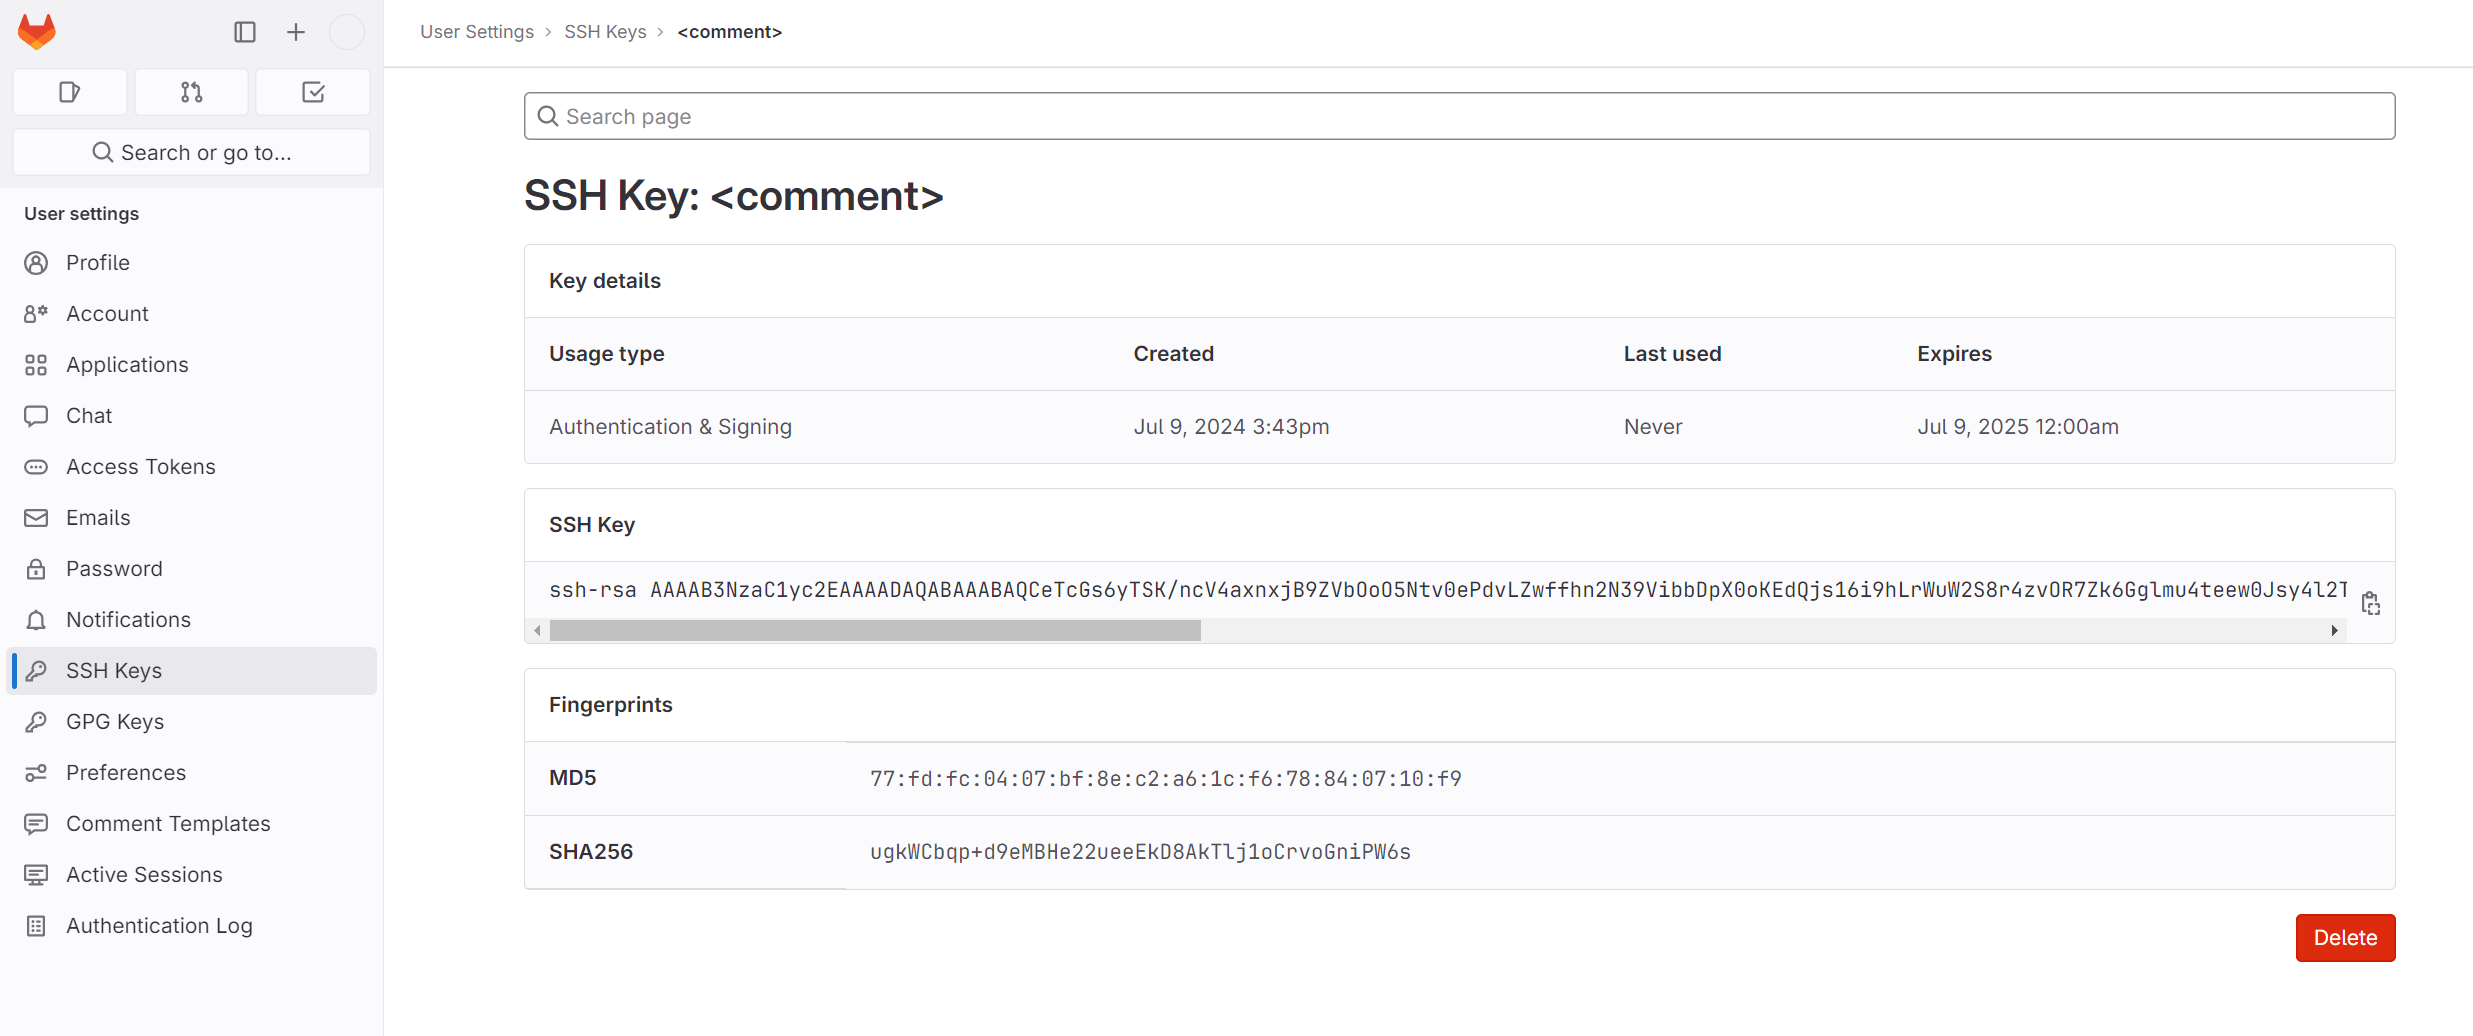 User Settings › SSH Keys › <comment>
Search or go to...
User settings
Profile
Account
Applications
Chat
Access Tokens
Emails
Password
Notifications
SSH Keys
GPG Keys
Preferences
Comment Templates
Active Sessions
Authentication Log
Search page
SSH Key: <comment>
Key details
Usage type Created Last used Expires
Authentication & Signing Jul 9, 2024 3:43pm Never Jul 9, 2025 12:00am
SSH Key
ssh-rsa AAAAB3NzaC1yc2EAAAADAQABAAABAQCeTcGs6yTSK/ncV4axnxjB9ZVbOoO5Ntv0ePdvLZwffhn2N39VibbDpX0oKEdQjs16i9hLrWuW2S8r4zvOR7Zk6Gglmu4teew0Jsy4l2T
Fingerprints
MD5 77:fd:fc:04:07:bf:8e:c2:a6:1c:f6:78:84:07:10:f9
SHA256 ugkWCbqp+d9eMBHe22ueeEkD8AkTlj1oCrvoGniPW6s
Delete